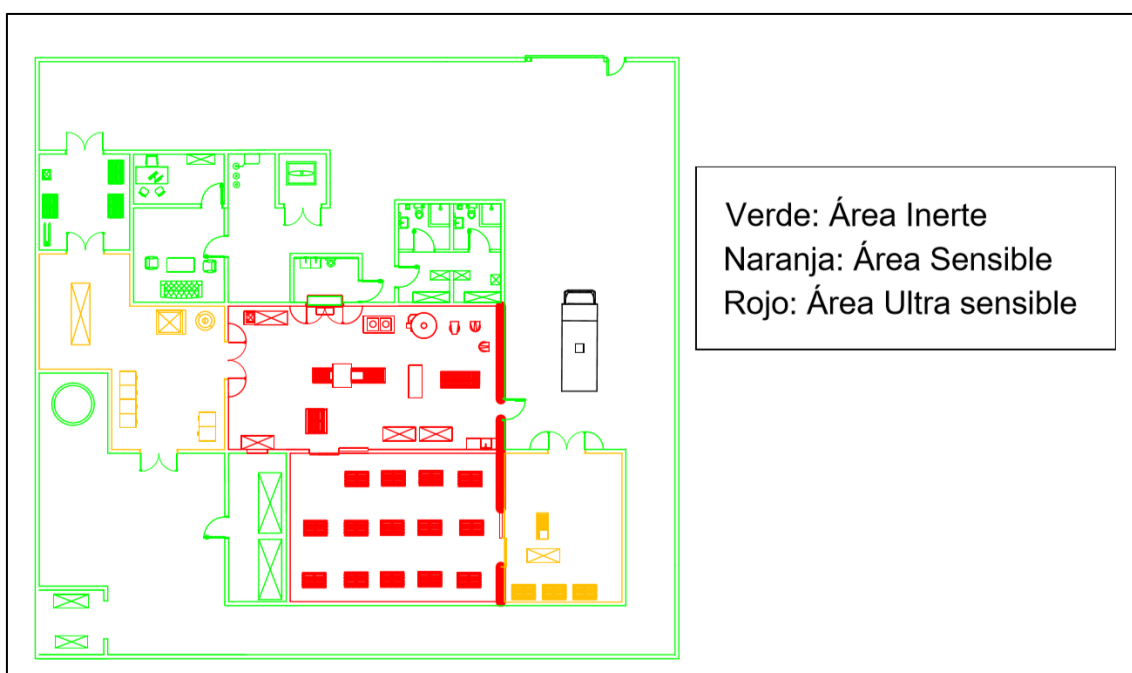 Verde: Área Inerte
Naranja: Área Sensible
Rojo: Área Ultra sensible